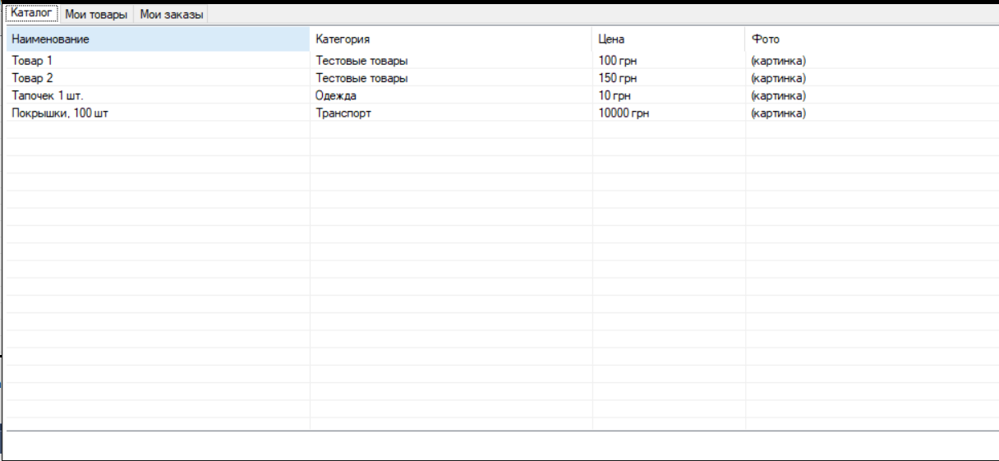 Каталог Мои товары Мои заказы
Наименование Категория Цена Фото
Товар 1 Тестовые товары 100 грн (картинка)
Товар 2 Тестовые товары 150 грн (картинка)
Тапочек 1 шт. Одежда 10 грн (картинка)
Покрышки, 100 шт Транспорт 10000 грн (картинка)